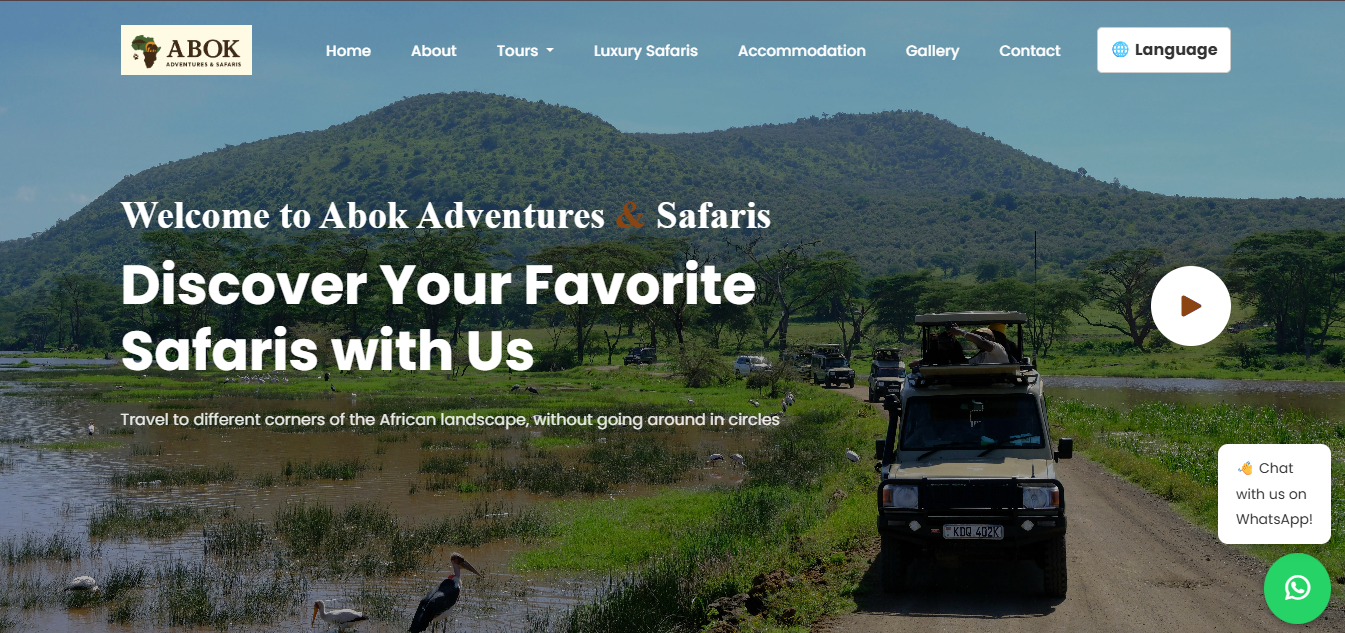 ABOK
ADVENTURES & SAFARIS
Home
About
Tours
Luxury Safaris
Accommodation
Gallery
Contact
Language
Welcome to Abok Adventures & Safaris
Discover Your Favorite
Safaris with Us
Travel to different corners of the African landscape, without going around in circles
KDQ 402K
Chat
with us on
WhatsApp!